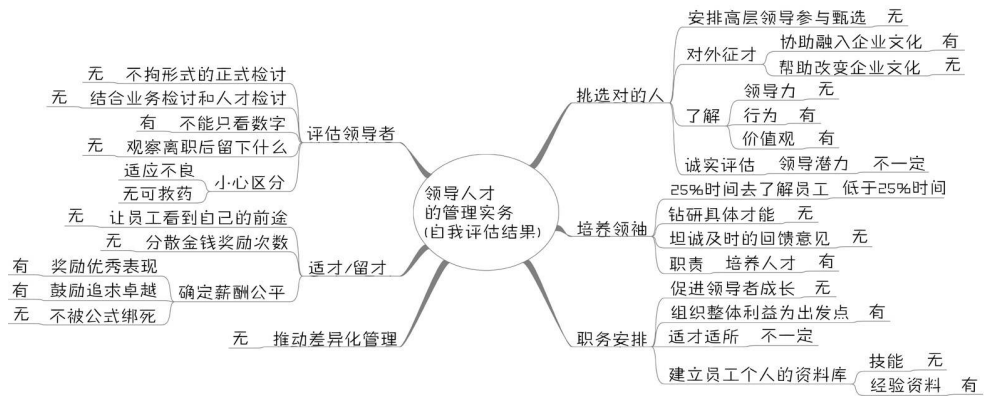 领导人才
的管理实务
(自我评估结果)
挑选对的人
安排高层领导参与甄选 无
对外征才
协助融入企业文化 有
帮助改变企业文化 无
了解
领导力 无
行为 有
价值观 有
诚实评估 领导潜力 不一定
培养领袖
25%时间去了解员工 低于25%时间
钻研具体才能 无
坦诚及时的回馈意见 无
职责 培养人才 有
职务安排
促进领导者成长 无
组织整体利益为出发点 有
适才适所 不一定
建立员工个人的资料库
技能 无
经验资料 有
评估领导者
无 不拘形式的正式检讨
无 结合业务检讨和人才检讨
有 不能只看数字
无 观察离职后留下什么
小心区分
适应不良
无可救药
适才/留才
无 让员工看到自己的前途
无 分散金钱奖励次数
确定薪酬公平
有 奖励优秀表现
有 鼓励追求卓越
无 不被公式绑死
无 推动差异化管理